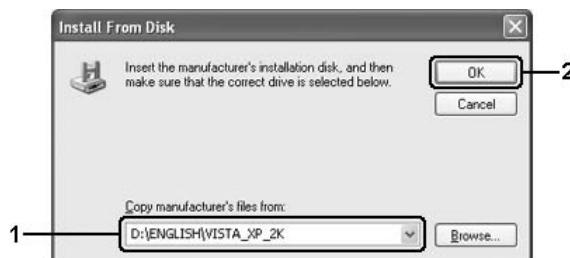 Install From Disk
Insert the manufacturer's installation disk, and then
make sure that the correct drive is selected below.
OK
2
Cancel
Copy manufacturer's files from:
1
D:\ENGLISH\VISTA_XP_2K
Browse...